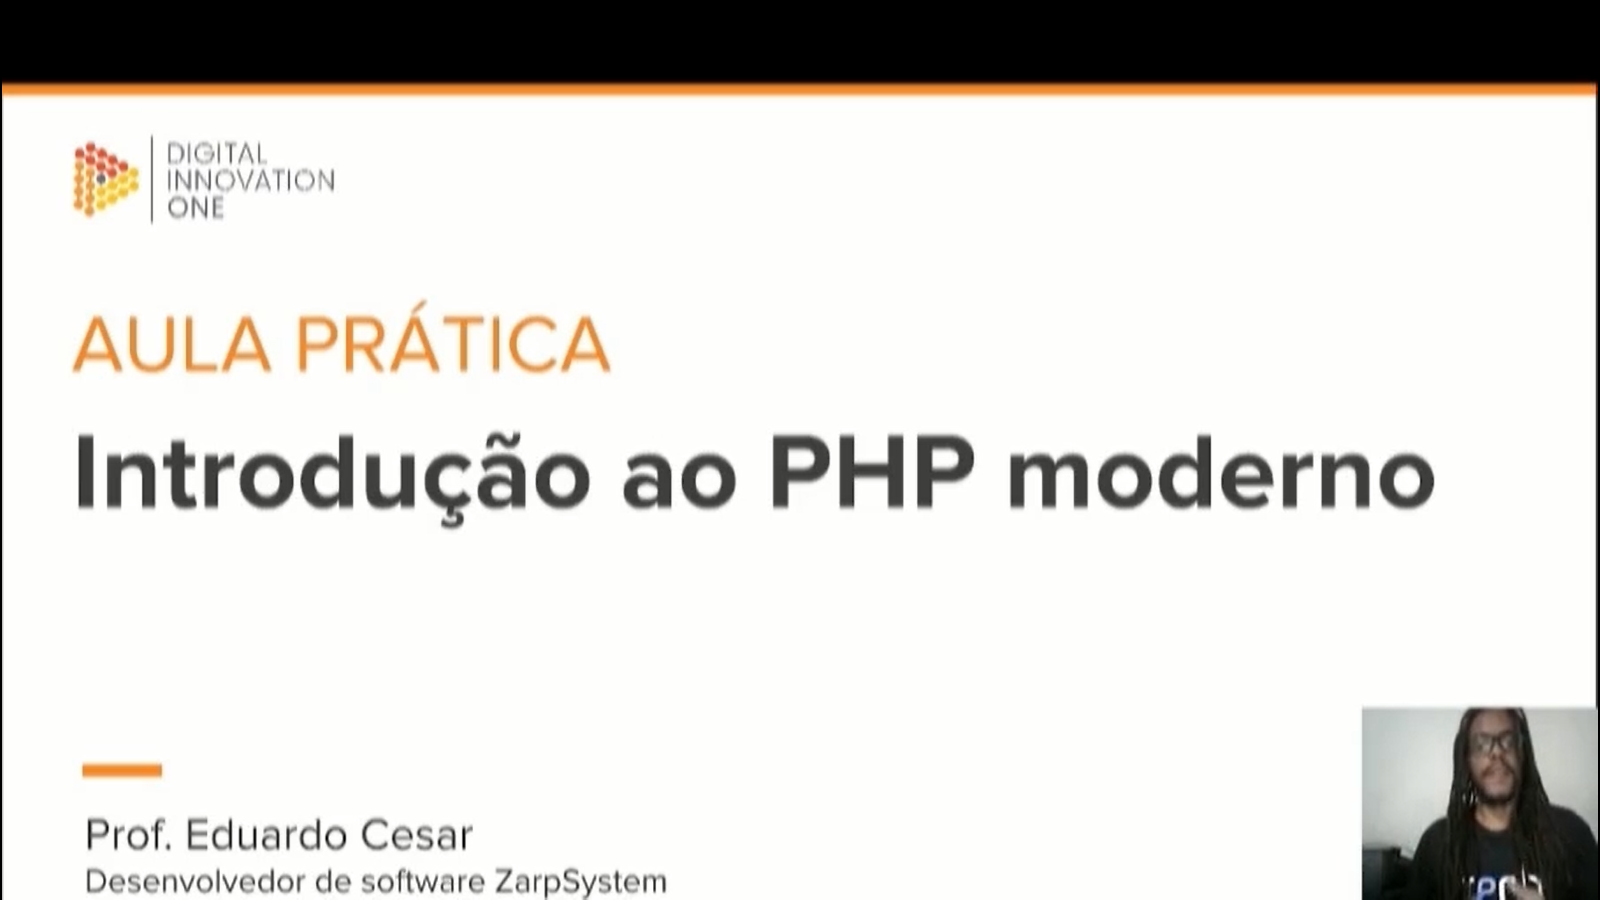 DIGITAL
INNOVATION
ONE
AULA PRÁTICA
Introdução ao PHP moderno
Prof. Eduardo Cesar
Desenvolvedor de software ZarpSystem